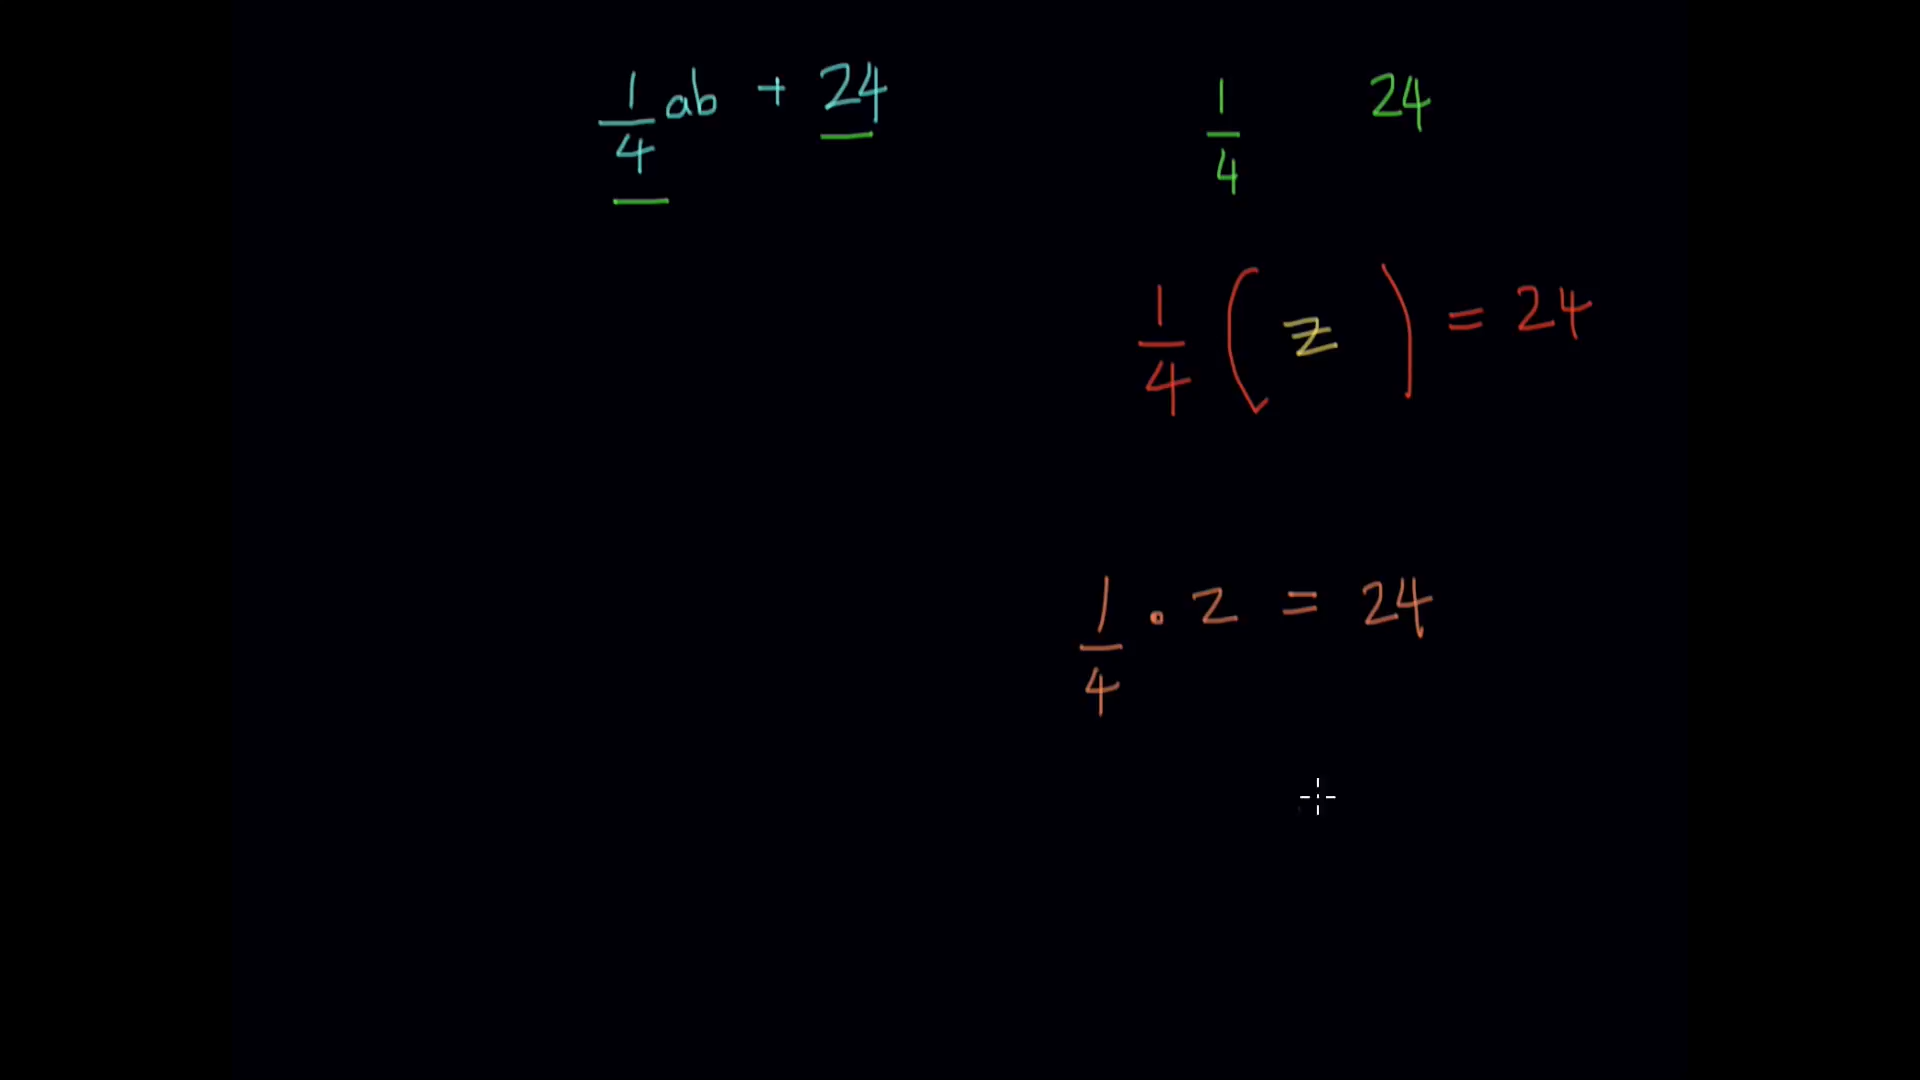 1/4 ab + 24
1/4 24
1/4 ( z ) = 24
1/4 . z = 24